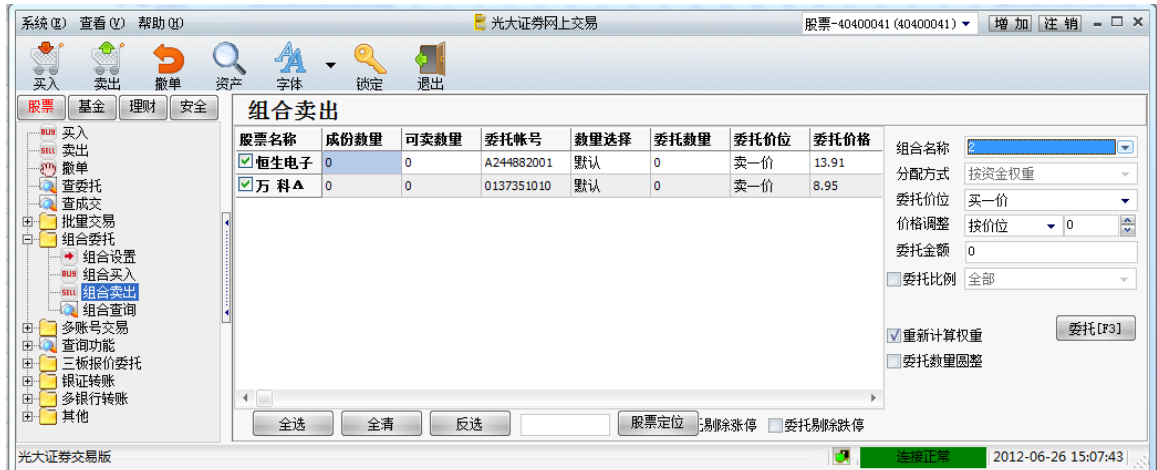 系统(E) 查看(V) 帮助(H) 光大证券网上交易 股票-40400041(40400041) 增 加 注 销
买入 卖出 撤单 资产 字体 锁定 退出
股票 基金 理财 安全
BUY 买入
SELL 卖出
撤单
查委托
查成交
批量交易
组合委托
组合设置
BUY 组合买入
SELL 组合卖出
组合查询
多账号交易
查询功能
三板报价委托
银证转账
多银行转账
其他
组合卖出
股票名称 成份数量 可卖数量 委托帐号 数量选择 委托数量 委托价位 委托价格
恒生电子 0 0 A244882001 默认 0 卖一价 13.91
万 科A 0 0 0137351010 默认 0 卖一价 8.95
组合名称 2
分配方式 按资金权重
委托价位 买一价
价格调整 按价位 0
委托金额 0
委托比例 全部
重新计算权重 委托[F3]
委托数量圆整
全选 全清 反选 股票定位 剔除涨停 委托剔除跌停
光大证券交易版 连接正常 2012-06-26 15:07:43